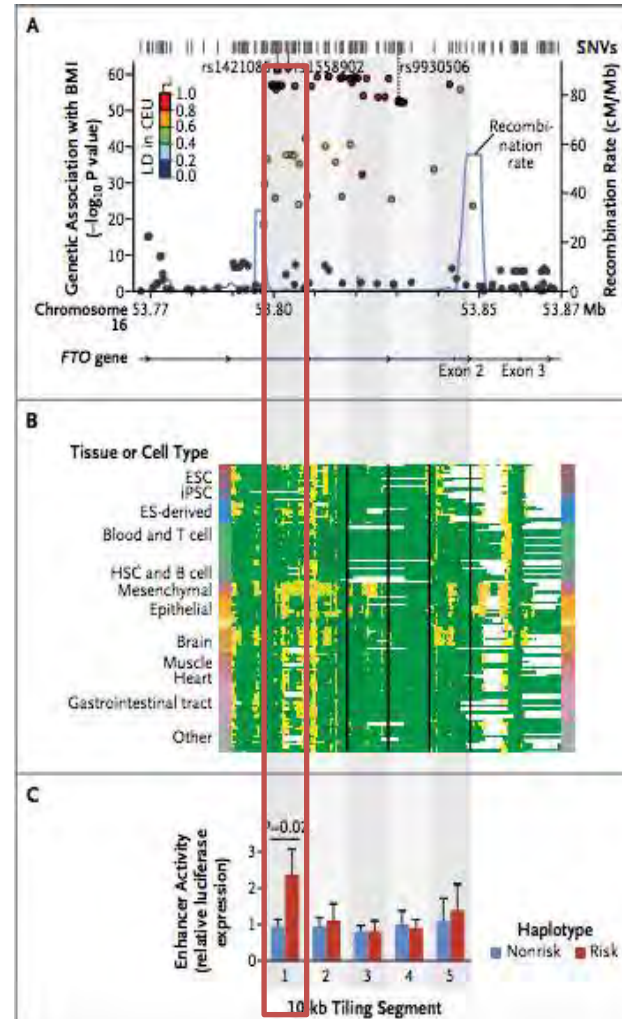 A
SNVs
rs1421085
rs1558902
rs9930506
60
50
40
30
20
10
0
Genetic Association with BMI
(−log10 P value)
LD in CEU
1.0
0.8
0.6
0.4
0.2
0.0
Recombi-
nation
rate
80
60
40
20
0
Recombination Rate (cM/Mb)
Chromosome
16
53.77
53.80
53.85
53.87 Mb
FTO gene
Exon 2
Exon 3
B
Tissue or Cell Type
ESC
iPSC
ES-derived
Blood and T cell
HSC and B cell
Mesenchymal
Epithelial
Brain
Muscle
Heart
Gastrointestinal tract
Other
C
=0.02
Enhancer Activity
(relative luciferase
expression)
3
2
1
0
1
2
3
4
5
10-kb Tiling Segment
Haplotype
Nonrisk
Risk